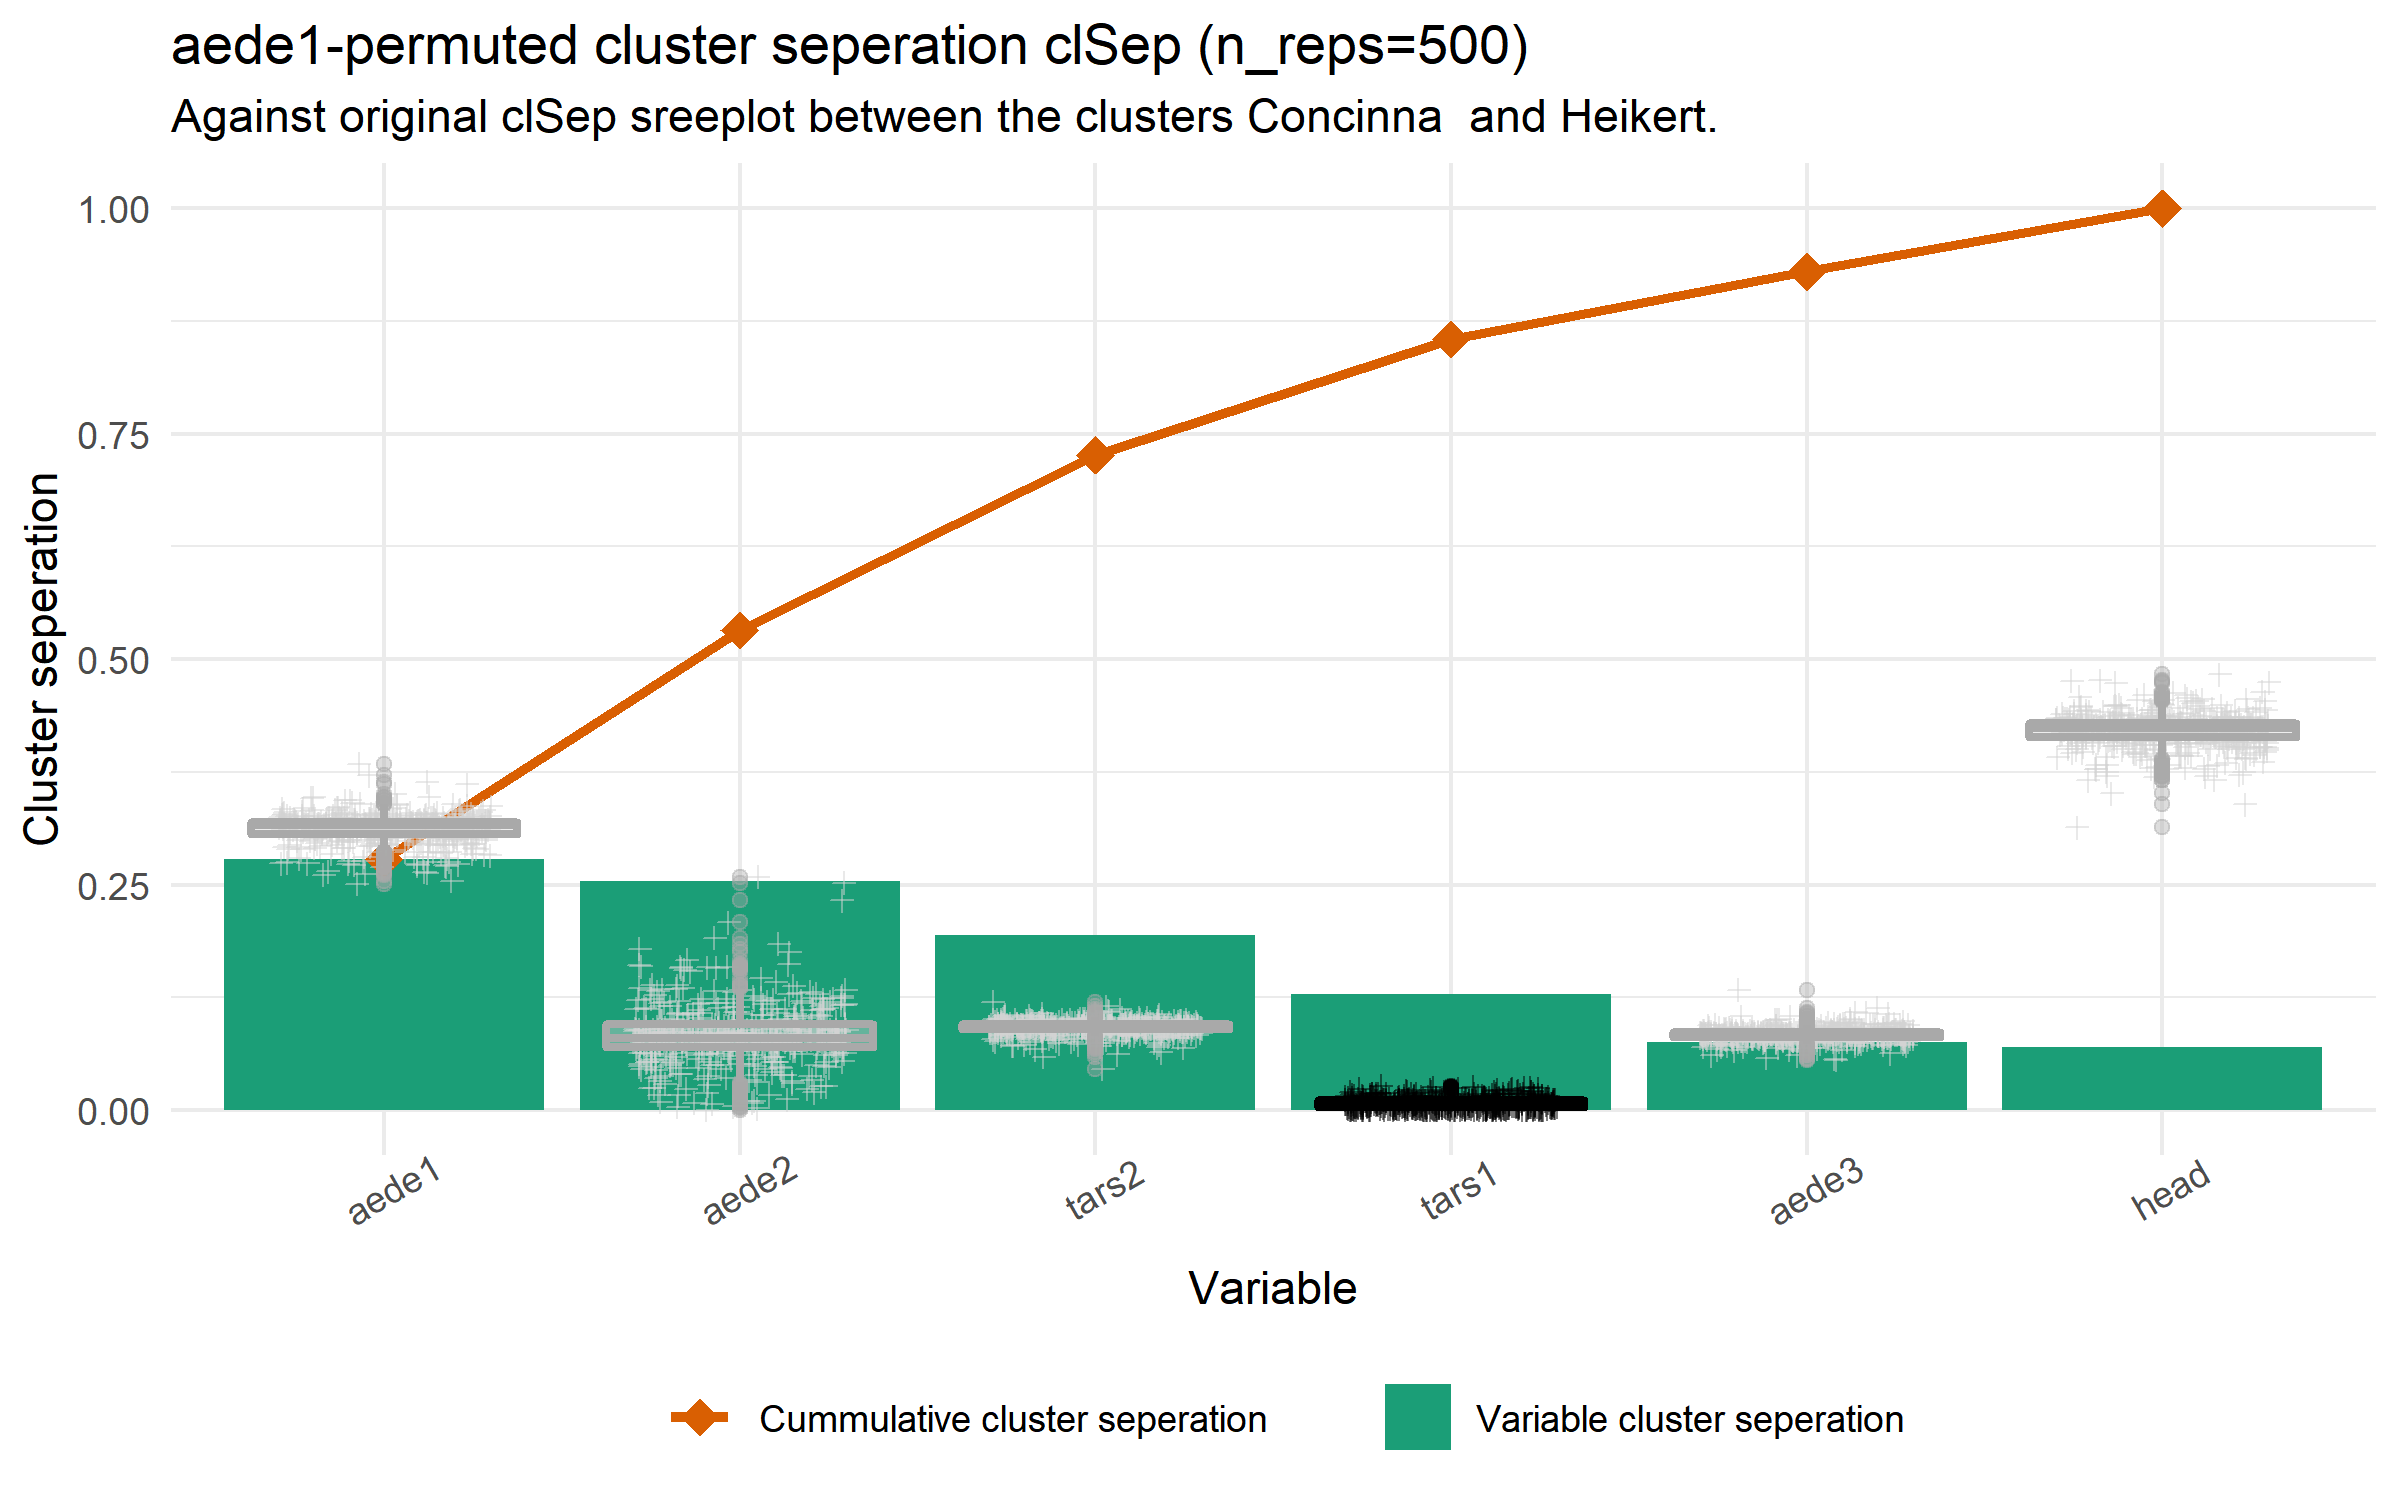 aede1-permuted cluster seperation clSep (n_reps=500)
Against original clSep sreeplot between the clusters Concinna  and Heikert.
Cluster seperation
1.00
0.75
0.50
0.25
0.00
aede1
aede2
tars2
tars1
aede3
head
Variable
Cummulative cluster seperation
Variable cluster seperation